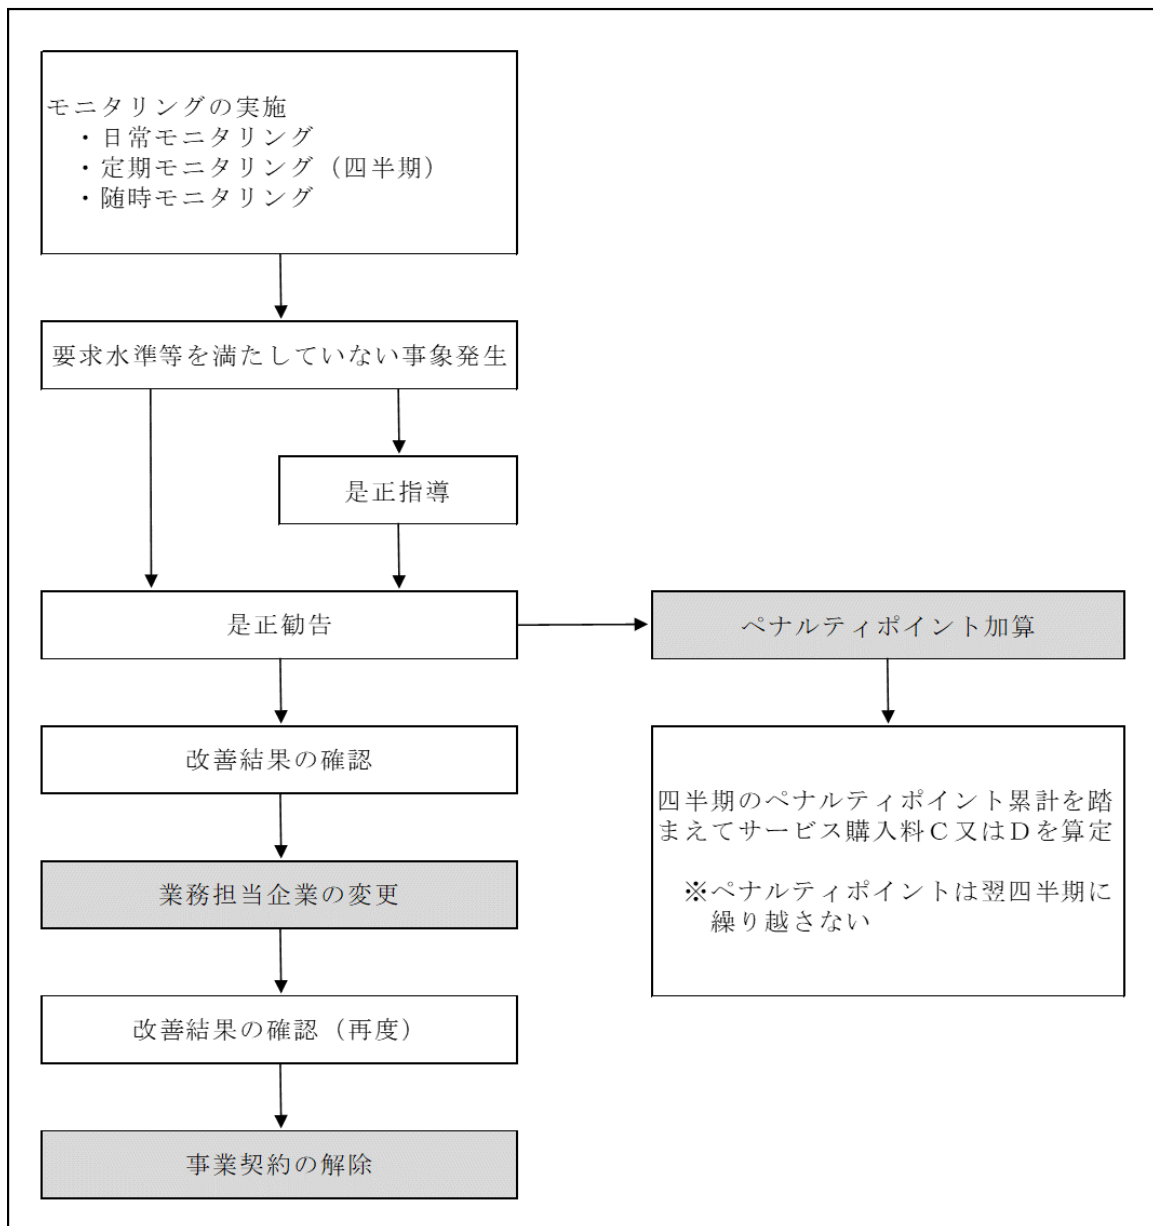 モニタリングの実施
・日常モニタリング
・定期モニタリング（四半期）
・随時モニタリング
要求水準等を満たしていない事象発生
是正指導
是正勧告
ペナルティポイント加算
改善結果の確認
四半期のペナルティポイント累計を踏
まえてサービス購入料Ｃ又はＤを算定
※ペナルティポイントは翌四半期に
繰り越さない
業務担当企業の変更
改善結果の確認（再度）
事業契約の解除